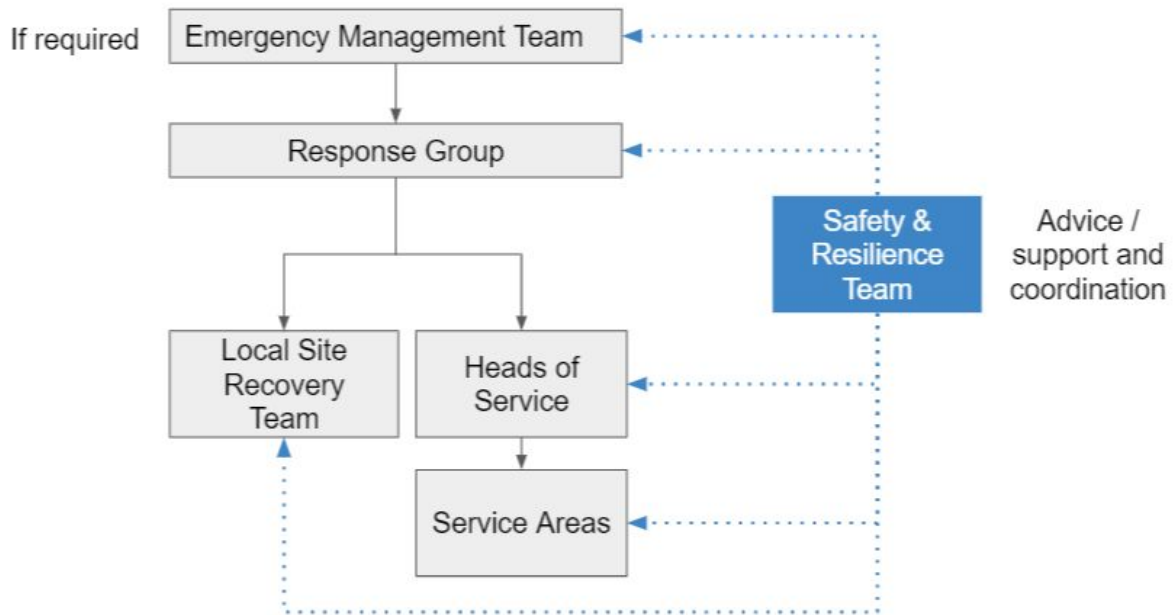 If required
Emergency Management Team
Response Group
Safety &
Resilience
Team
Advice /
support and
coordination
Local Site
Recovery
Team
Heads of
Service
Service Areas